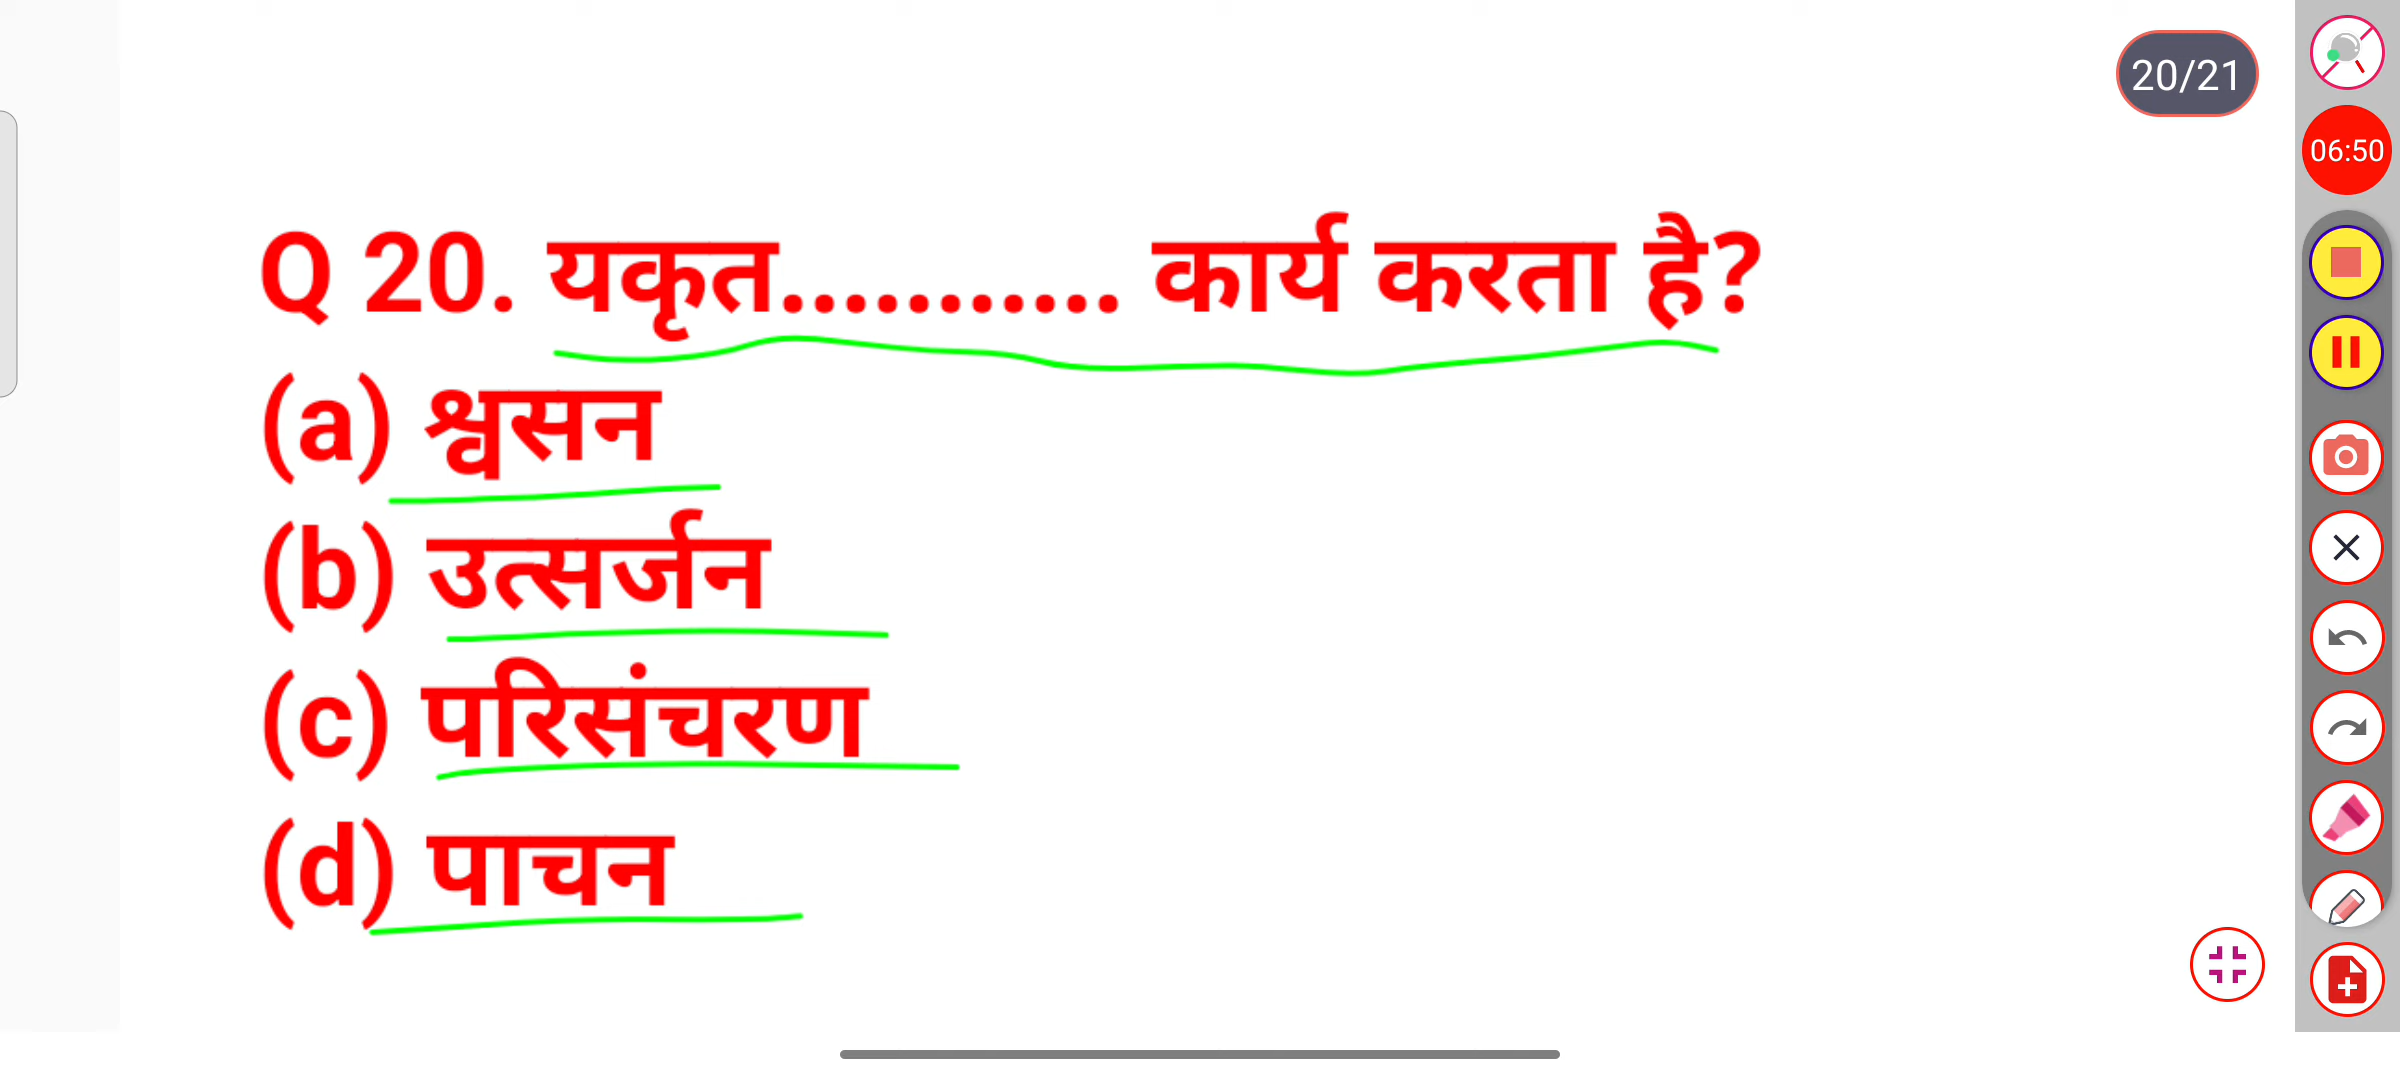 20/21
06:50
Q 20. यकृत........... कार्य करता है?
(a) श्वसन
(b) उत्सर्जन
(c) परिसंचरण
(d) पाचन